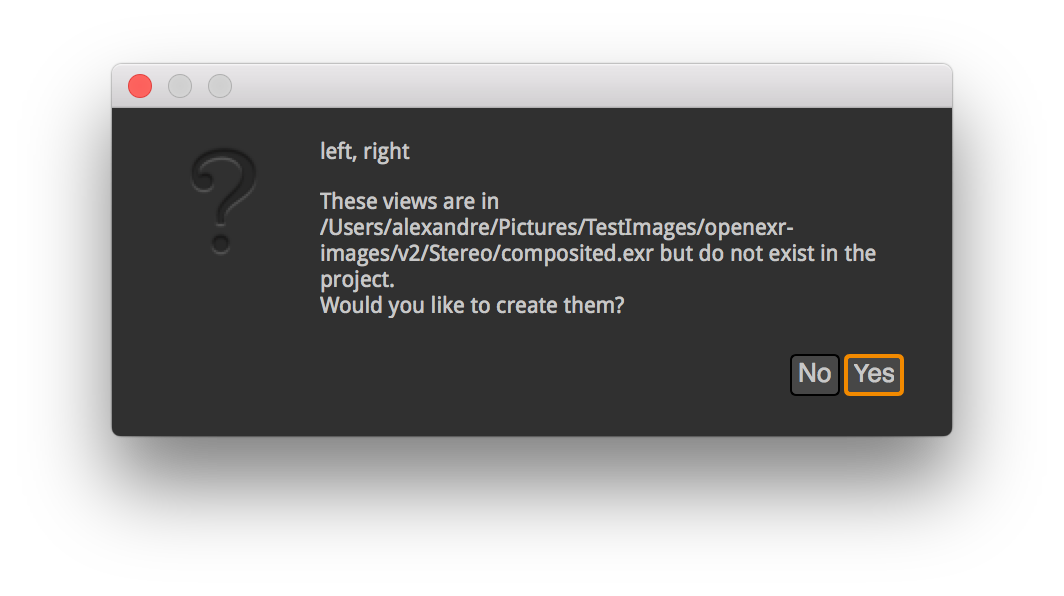 left, right
These views are in
/Users/alexandre/Pictures/TestImages/openexr-
images/v2/Stereo/composited.exr but do not exist in the
project.
Would you like to create them?
No Yes